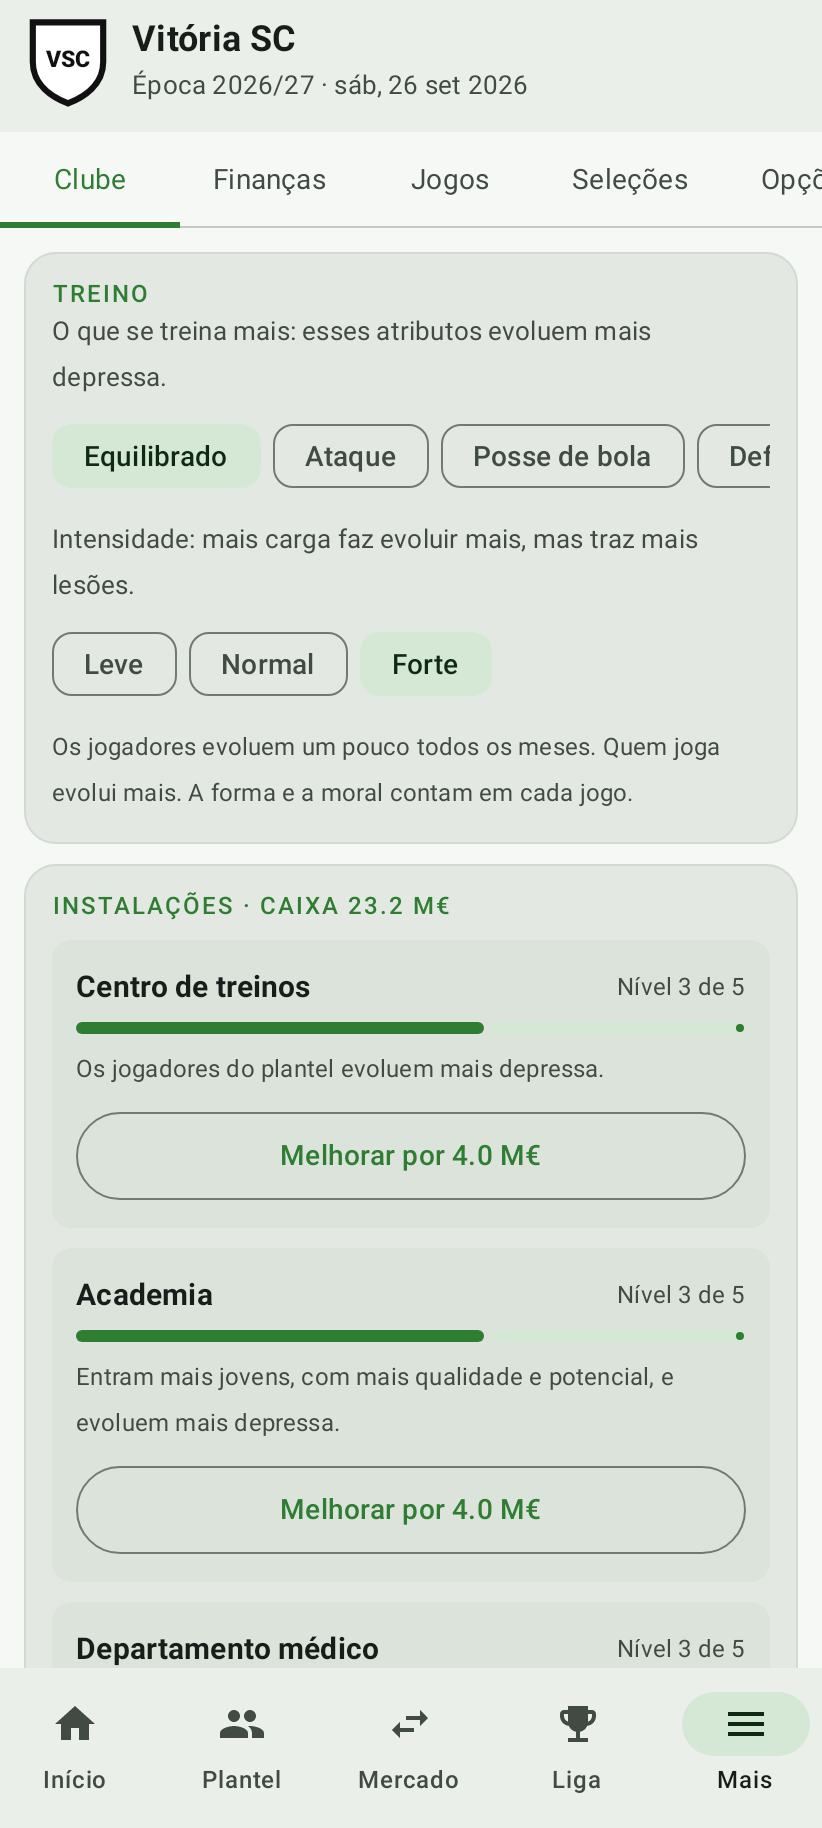 VSC
Vitória SC
Época 2026/27 · sáb, 26 set 2026
Clube
Finanças
Jogos
Seleções
Opçõ
TREINO
O que se treina mais: esses atributos evoluem mais
depressa.
Equilibrado
Ataque
Posse de bola
Def
Intensidade: mais carga faz evoluir mais, mas traz mais
lesões.
Leve
Normal
Forte
Os jogadores evoluem um pouco todos os meses. Quem joga
evolui mais. A forma e a moral contam em cada jogo.
INSTALAÇÕES · CAIXA 23.2 M€
Centro de treinos
Nível 3 de 5
Os jogadores do plantel evoluem mais depressa.
Melhorar por 4.0 M€
Academia
Nível 3 de 5
Entram mais jovens, com mais qualidade e potencial, e
evoluem mais depressa.
Melhorar por 4.0 M€
Departamento médico
Nível 3 de 5
Início
Plantel
Mercado
Liga
Mais